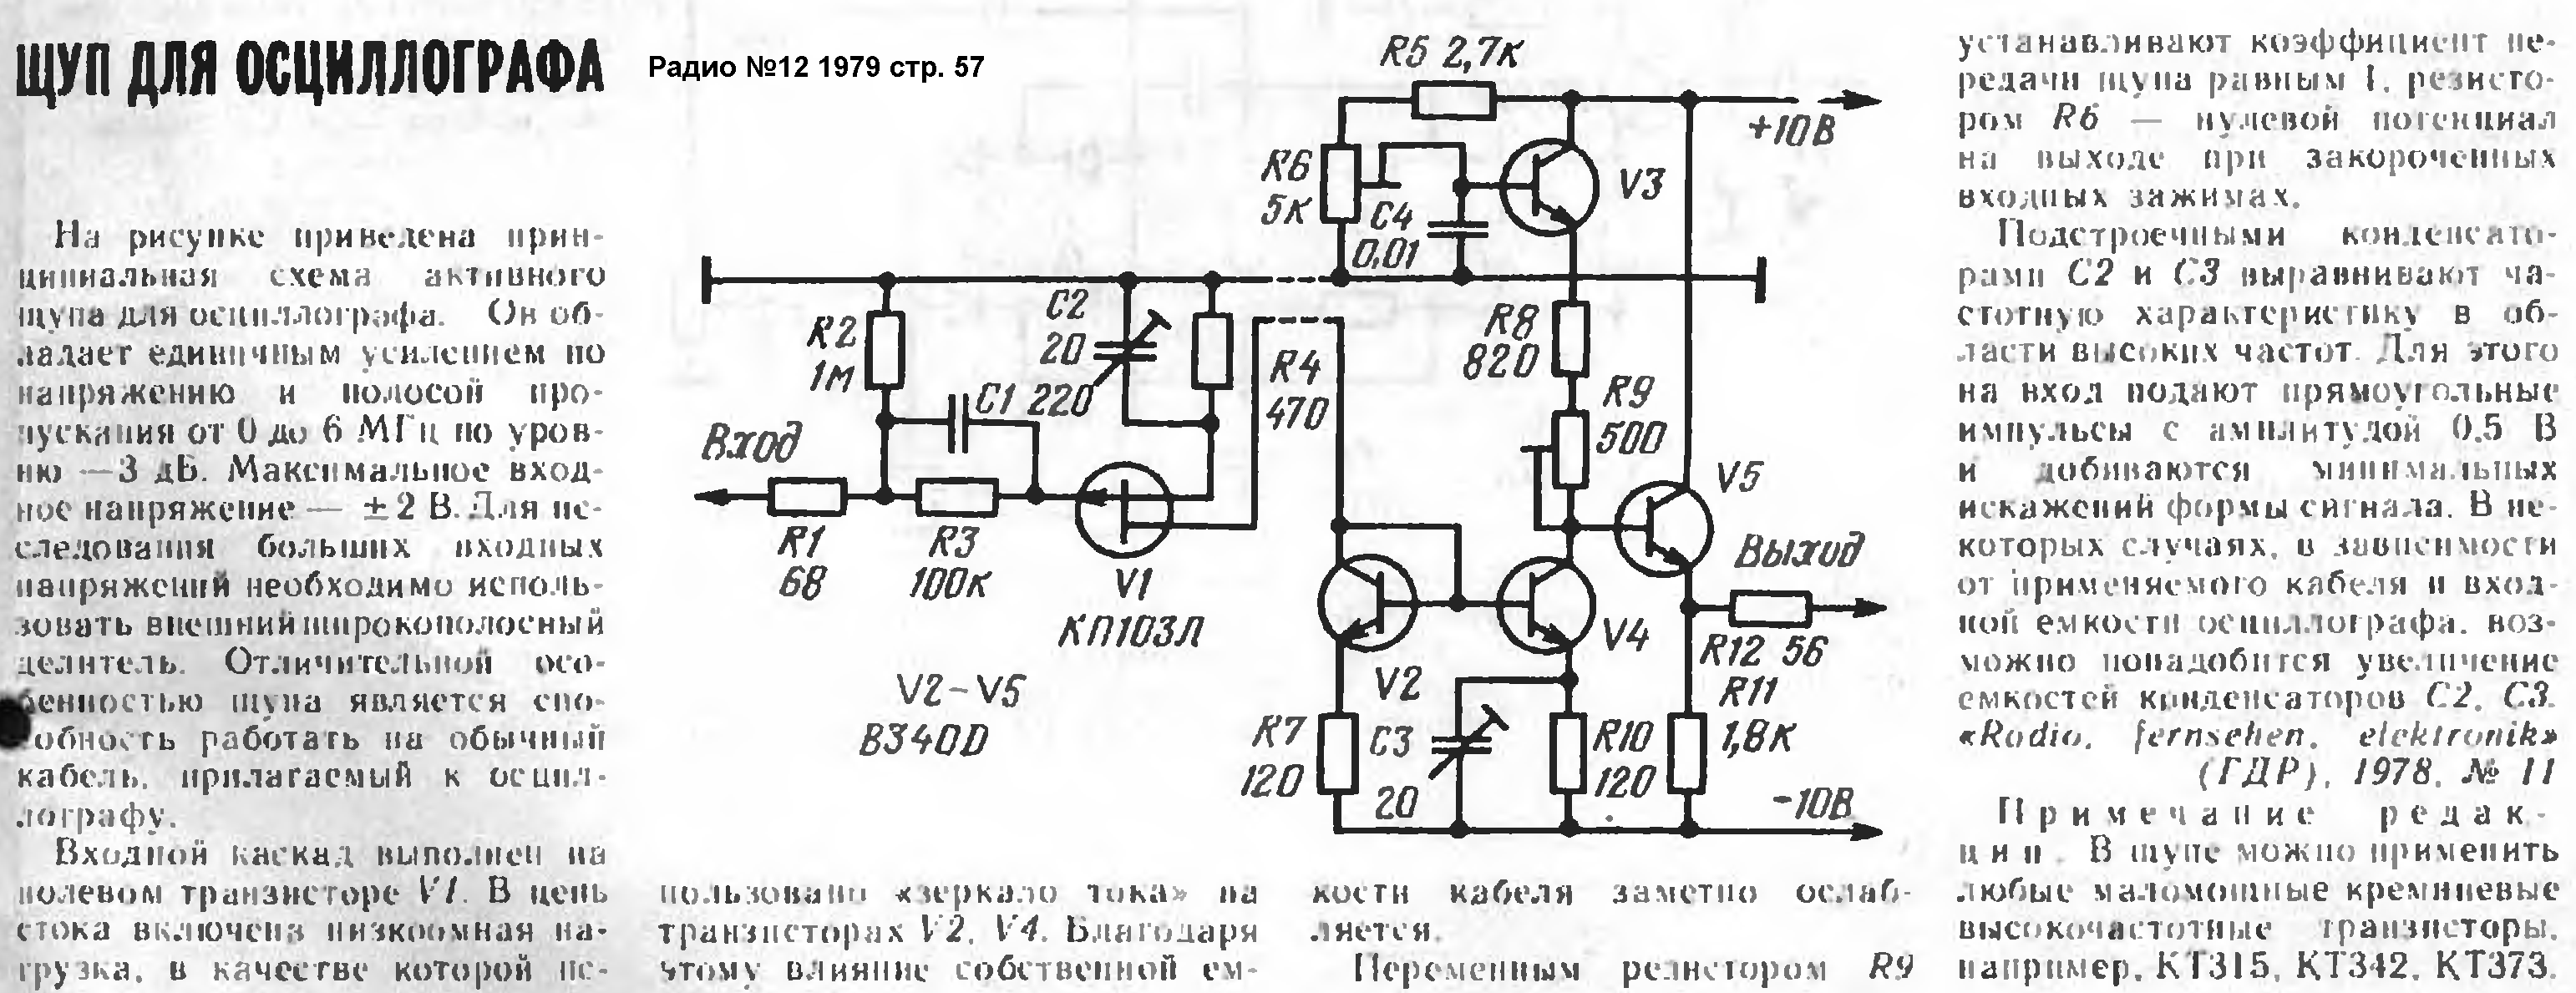 ЩУП ДЛЯ ОСЦИЛЛОГРАФА
Радио №12 1979 стр. 57
На рисунке приведена прин-
ципиальная схема активного
щупа для осциллографа. Он об-
ладает единичным усилением по
напряжению и полосой про-
пускания от 0 до 6 МГц по уров-
ню —3 дБ. Максимальное вход-
ное напряжение — ±2 В. Для ис-
следования больших входных
напряжений необходимо исполь-
зовать внешний широкополосный
делитель. Отличительной осо-
бенностью щупа является спо-
собность работать на обычный
кабель, прилагаемый к осцил-
лографу.
Входной каскад выполнен на
полевом транзисторе V1. В цепь
стока включена низкоомная на-
грузка, в качестве которой ис-
пользовано «зеркало тока» на
транзисторах V2, V4. Благодаря
этому влияние собственной ем-
кости кабеля заметно ослаб-
ляется.
Переменным резистором R9
устанавливают коэффициент пе-
редачи щупа равным 1, резисто-
ром R6 — нулевой потенциал
на выходе при закороченных
входных зажимах.
Подстроечными конденсато-
рами C2 и C3 выравнивают ча-
стотную характеристику в об-
ласти высоких частот. Для этого
на вход подают прямоугольные
импульсы с амплитудой 0,5 В
и добиваются минимальных
искажений формы сигнала. В не-
которых случаях, в зависимости
от применяемого кабеля и вход-
ной емкости осциллографа, воз-
можно понадобится увеличение
емкостей конденсаторов C2, C3.
«Radio, fernsehen, elektronik»
(ГДР), 1978, № 11
Примечание редак-
ции. В щупе можно применить
любые маломощные кремниевые
высокочастотные транзисторы,
например, КТ315, КТ342, КТ373.
R5 2,7к
+10В
R6
5к
C4
0,01
V3
R2
1м
C2
20
C1 220
R4
470
R8
820
R9
500
Вход
R1
68
R3
100к
V1
КП103Л
V5
Выход
R12 56
V2
V4
V2–V5
B340D
R7
120
C3
20
R10
120
R11
1,8к
-10В